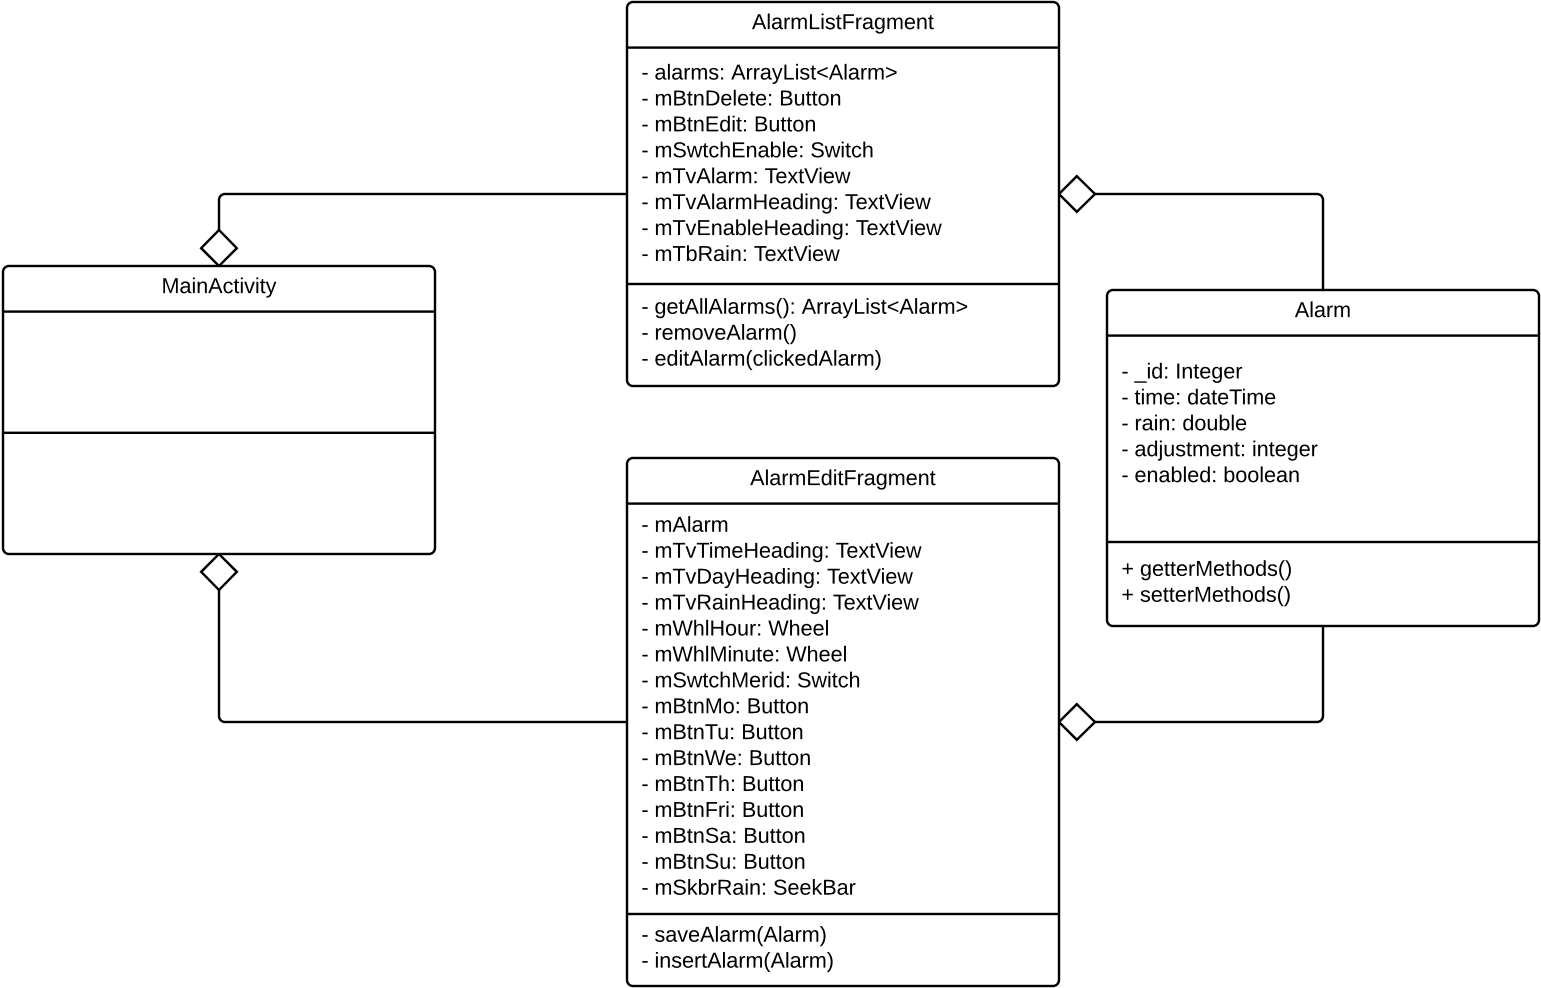 AlarmListFragment
- alarms: ArrayList<Alarm>
- mBtnDelete: Button
- mBtnEdit: Button
- mSwtchEnable: Switch
- mTvAlarm: TextView
- mTvAlarmHeading: TextView
- mTvEnableHeading: TextView
- mTbRain: TextView
- getAllAlarms(): ArrayList<Alarm>
- removeAlarm()
- editAlarm(clickedAlarm)
MainActivity
Alarm
- _id: Integer
- time: dateTime
- rain: double
- adjustment: integer
- enabled: boolean
+ getterMethods()
+ setterMethods()
AlarmEditFragment
- mAlarm
- mTvTimeHeading: TextView
- mTvDayHeading: TextView
- mTvRainHeading: TextView
- mWhlHour: Wheel
- mWhlMinute: Wheel
- mSwtchMerid: Switch
- mBtnMo: Button
- mBtnTu: Button
- mBtnWe: Button
- mBtnTh: Button
- mBtnFri: Button
- mBtnSa: Button
- mBtnSu: Button
- mSkbrRain: SeekBar
- saveAlarm(Alarm)
- insertAlarm(Alarm)